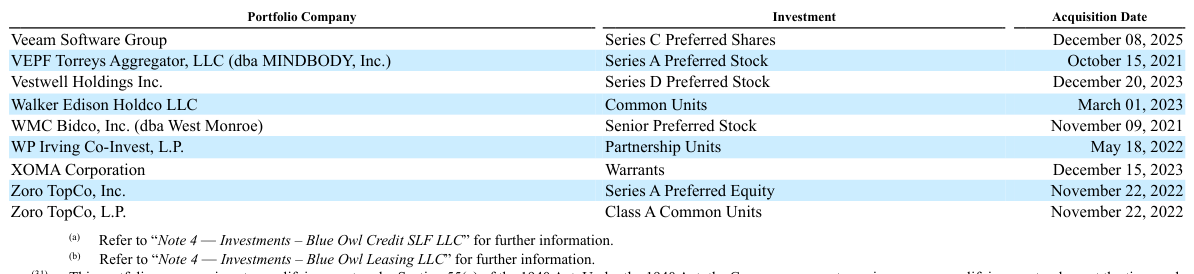 Portfolio Company Investment Acquisition Date
Veeam Software Group Series C Preferred Shares December 08, 2025
VEPF Torreys Aggregator, LLC (dba MINDBODY, Inc.) Series A Preferred Stock October 15, 2021
Vestwell Holdings Inc. Series D Preferred Stock December 20, 2023
Walker Edison Holdco LLC Common Units March 01, 2023
WMC Bidco, Inc. (dba West Monroe) Senior Preferred Stock November 09, 2021
WP Irving Co-Invest, L.P. Partnership Units May 18, 2022
XOMA Corporation Warrants December 15, 2023
Zoro TopCo, Inc. Series A Preferred Equity November 22, 2022
Zoro TopCo, L.P. Class A Common Units November 22, 2022
(a) Refer to “Note 4 — Investments – Blue Owl Credit SLF LLC” for further information.
(b) Refer to “Note 4 — Investments – Blue Owl Leasing LLC” for further information.